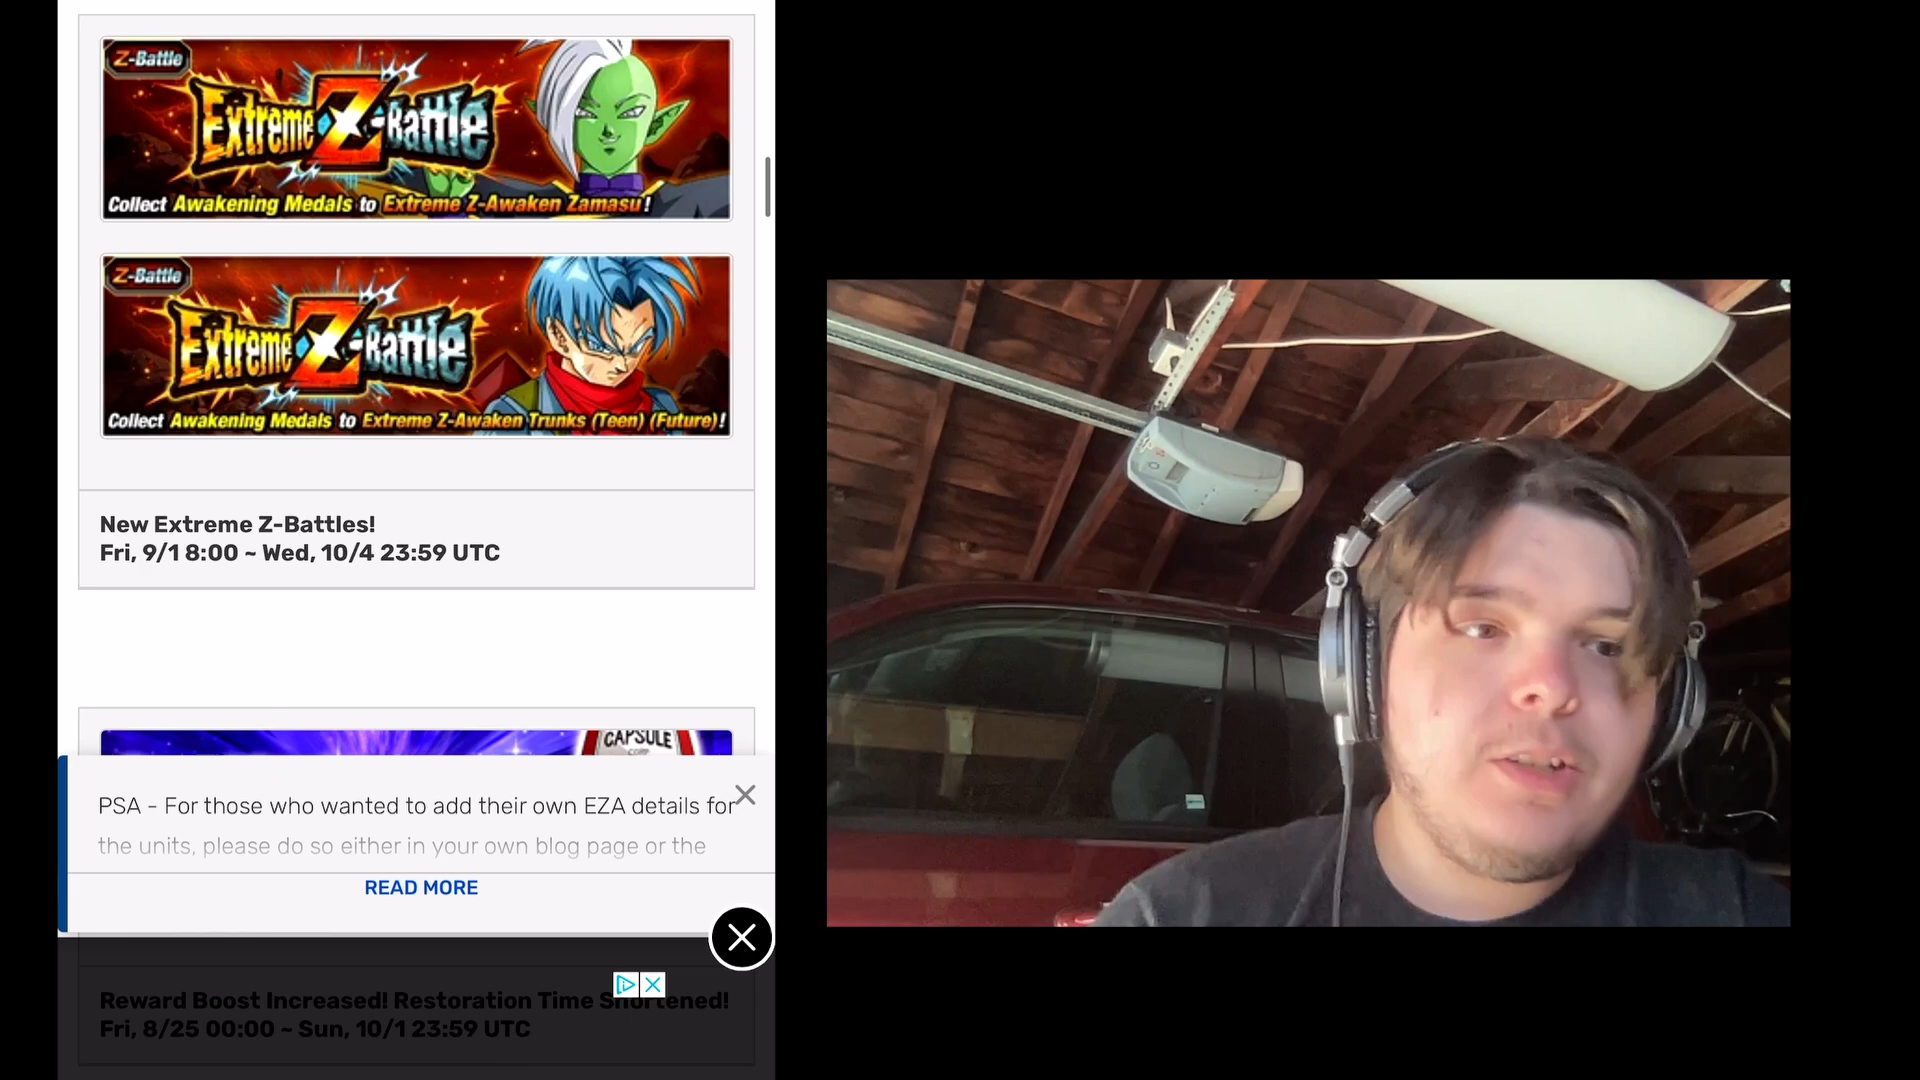 Z-Battle
Extreme Z-Battle
Collect Awakening Medals to Extreme Z-Awaken Zamasu!
Z-Battle
Extreme Z-Battle
Collect Awakening Medals to Extreme Z-Awaken Trunks (Teen) (Future)!
New Extreme Z-Battles!
Fri, 9/1 8:00 ~ Wed, 10/4 23:59 UTC
CAPSULE
CORP
PSA - For those who wanted to add their own EZA details for
the units, please do so either in your own blog page or the
READ MORE
Reward Boost Increased! Restoration Time Shortened!
Fri, 8/25 00:00 ~ Sun, 10/1 23:59 UTC